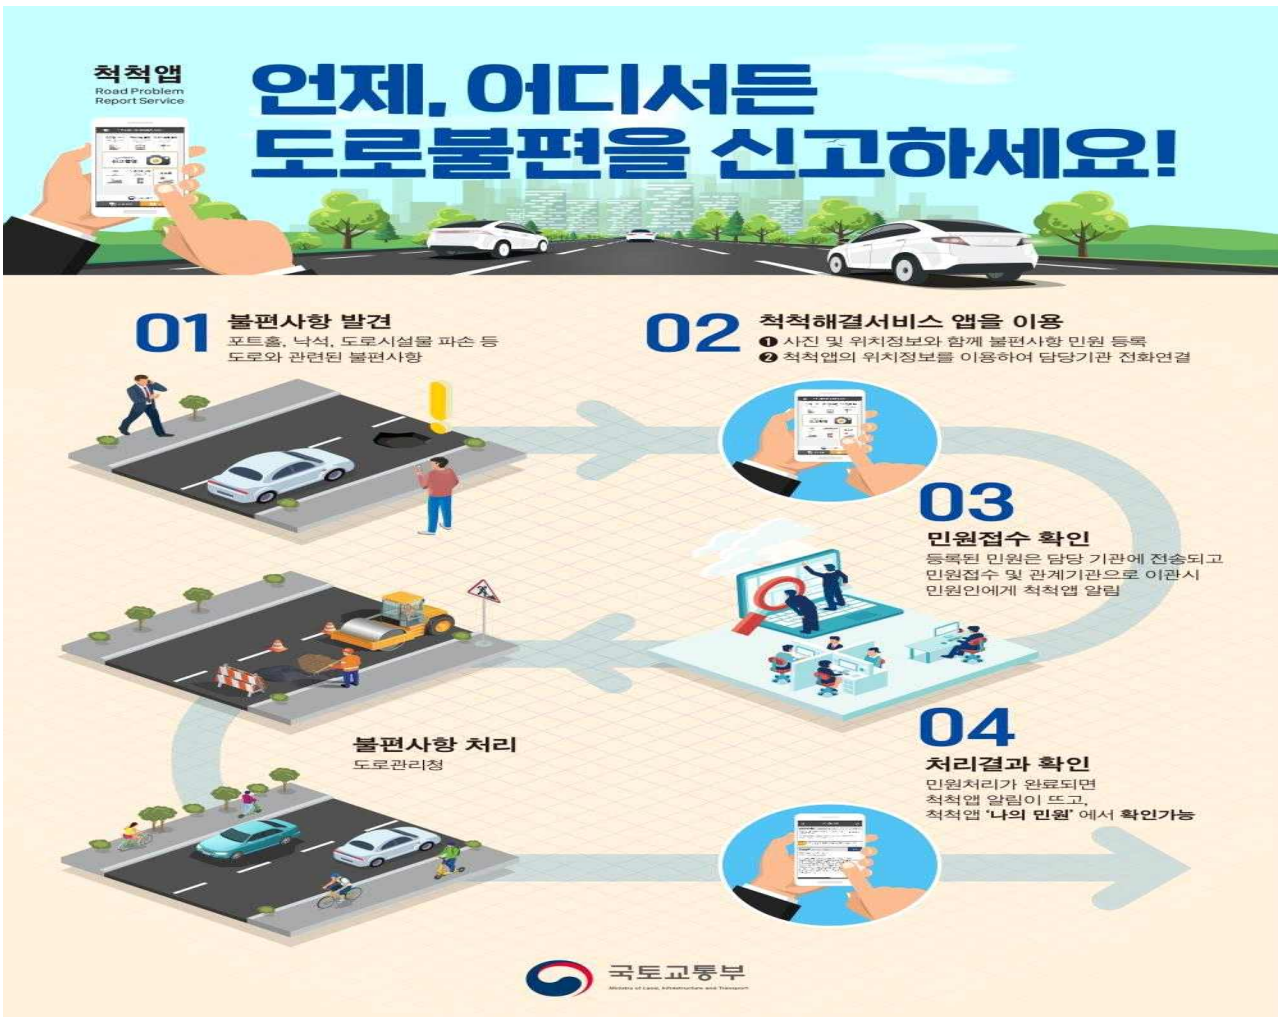 척척앱
Road Problem
Report Service
언제, 어디서든
도로불편을 신고하세요!
01 불편사항 발견
포트홀, 낙석, 도로시설물 파손 등
도로와 관련된 불편사항
02 척척해결서비스 앱을 이용
❶ 사진 및 위치정보와 함께 불편사항 민원 등록
❷ 척척앱의 위치정보를 이용하여 담당기관 전화연결
03
민원접수 확인
등록된 민원은 담당 기관에 전송되고
민원접수 및 관계기관으로 이관시
민원인에게 척척앱 알림
불편사항 처리
도로관리청
04
처리결과 확인
민원처리가 완료되면
척척앱 알림이 뜨고,
척척앱 ‘나의 민원’ 에서 확인가능
국토교통부
Ministry of Land, Infrastructure and Transport